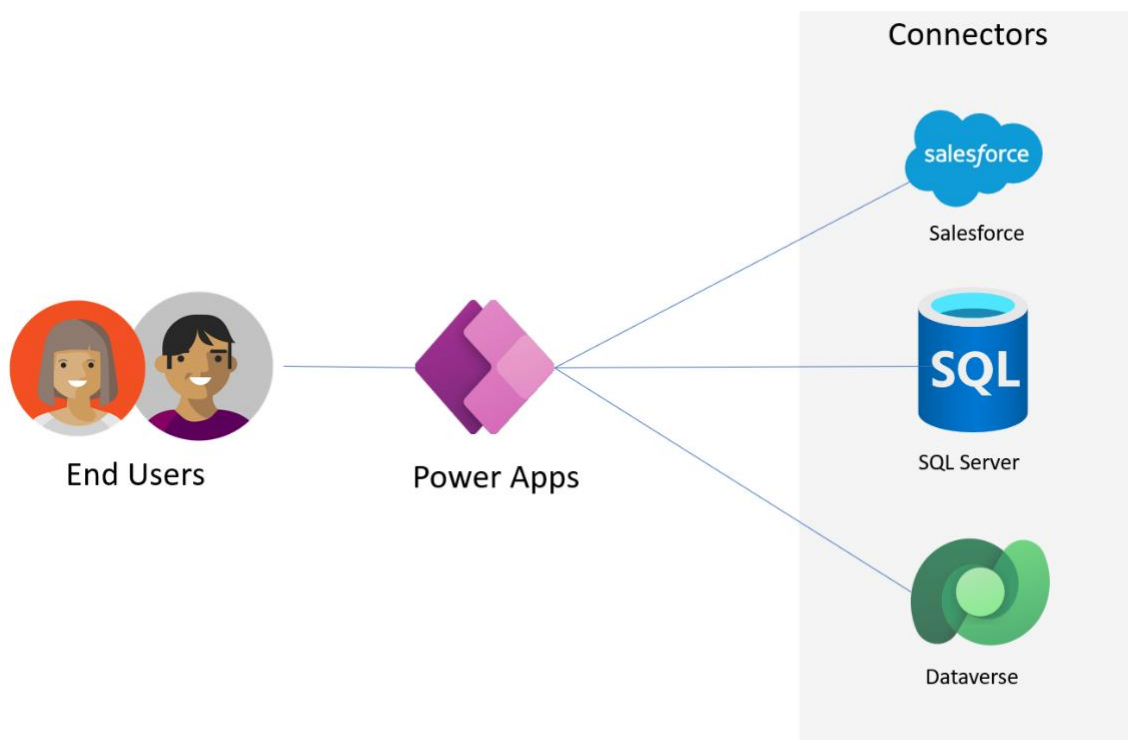 Connectors
salesforce
Salesforce
SQL
SQL Server
End Users
Power Apps
Dataverse